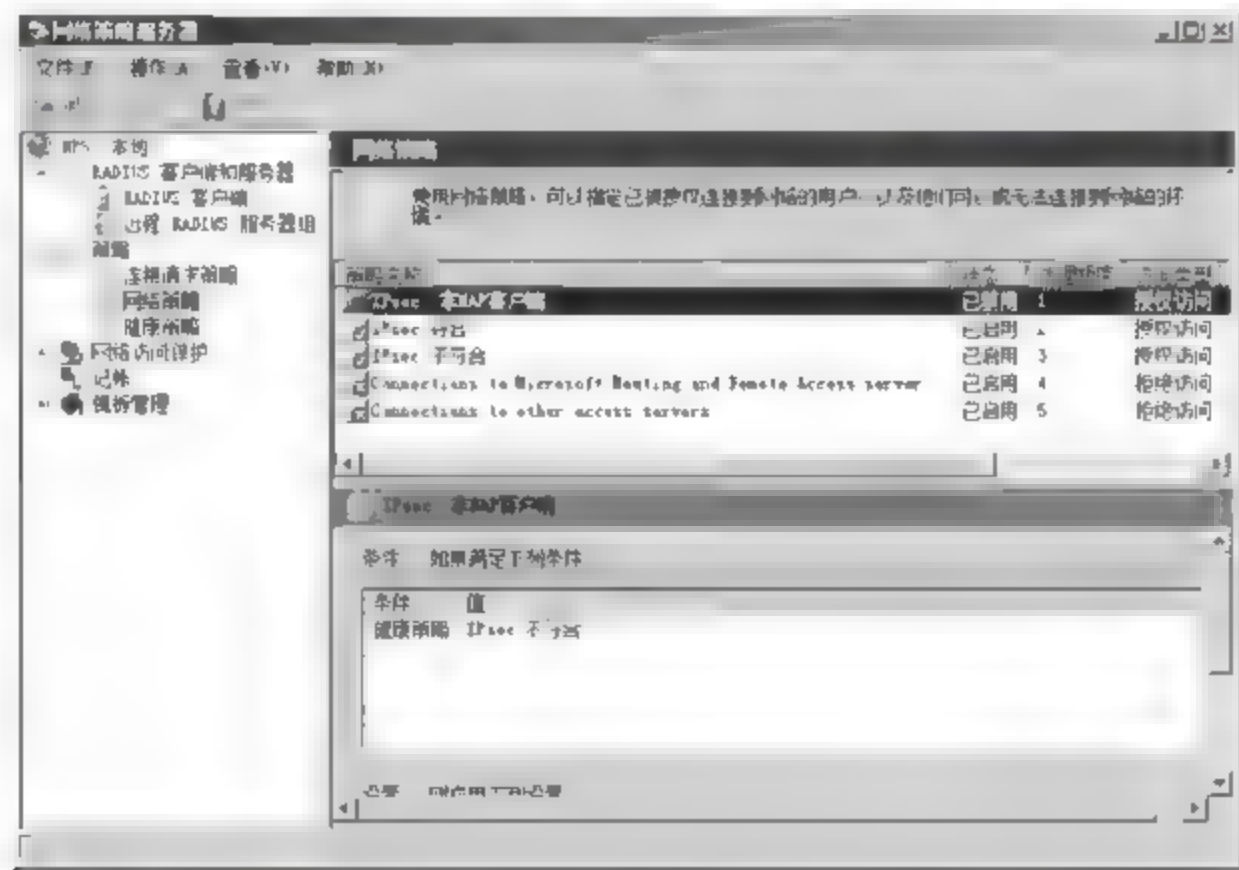 网络策略服务器
文件(F) 操作(A) 查看(V) 帮助(H)
NPS (本地)
RADIUS 客户端和服务器
RADIUS 客户端
远程 RADIUS 服务器组
策略
连接请求策略
网络策略
健康策略
网络访问保护
记帐
模板管理
网络策略
使用网络策略,可以指定已被授权连接到网络的用户,以及他们可以或无法连接到网络的环
境。
策略名称 状态 处理顺序 访问类型
IPsec 非NAP客户端 已禁用 1 授权访问
IPsec 符合 已启用 2 授权访问
IPsec 不符合 已启用 3 授权访问
Connections to Microsoft Routing and Remote Access server 已启用 4 拒绝访问
Connections to other access servers 已启用 5 拒绝访问
IPsec 非NAP客户端
条件 如果满足下列条件
条件 值
健康策略 IPsec 不符合
设置 则应用下列设置